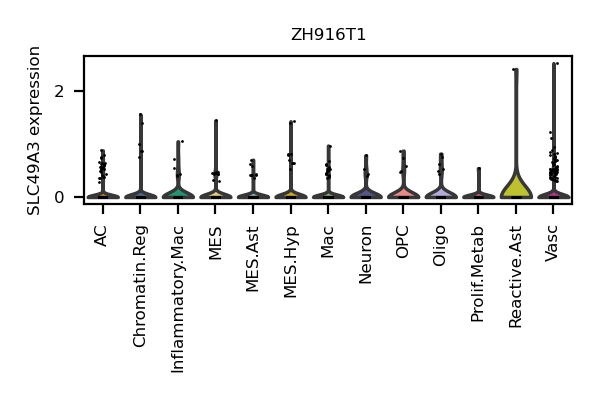 ZH916T1
SLC49A3 expression
2
0
AC
Chromatin.Reg
Inflammatory.Mac
MES
MES.Ast
MES.Hyp
Mac
Neuron
OPC
Oligo
Prolif.Metab
Reactive.Ast
Vasc